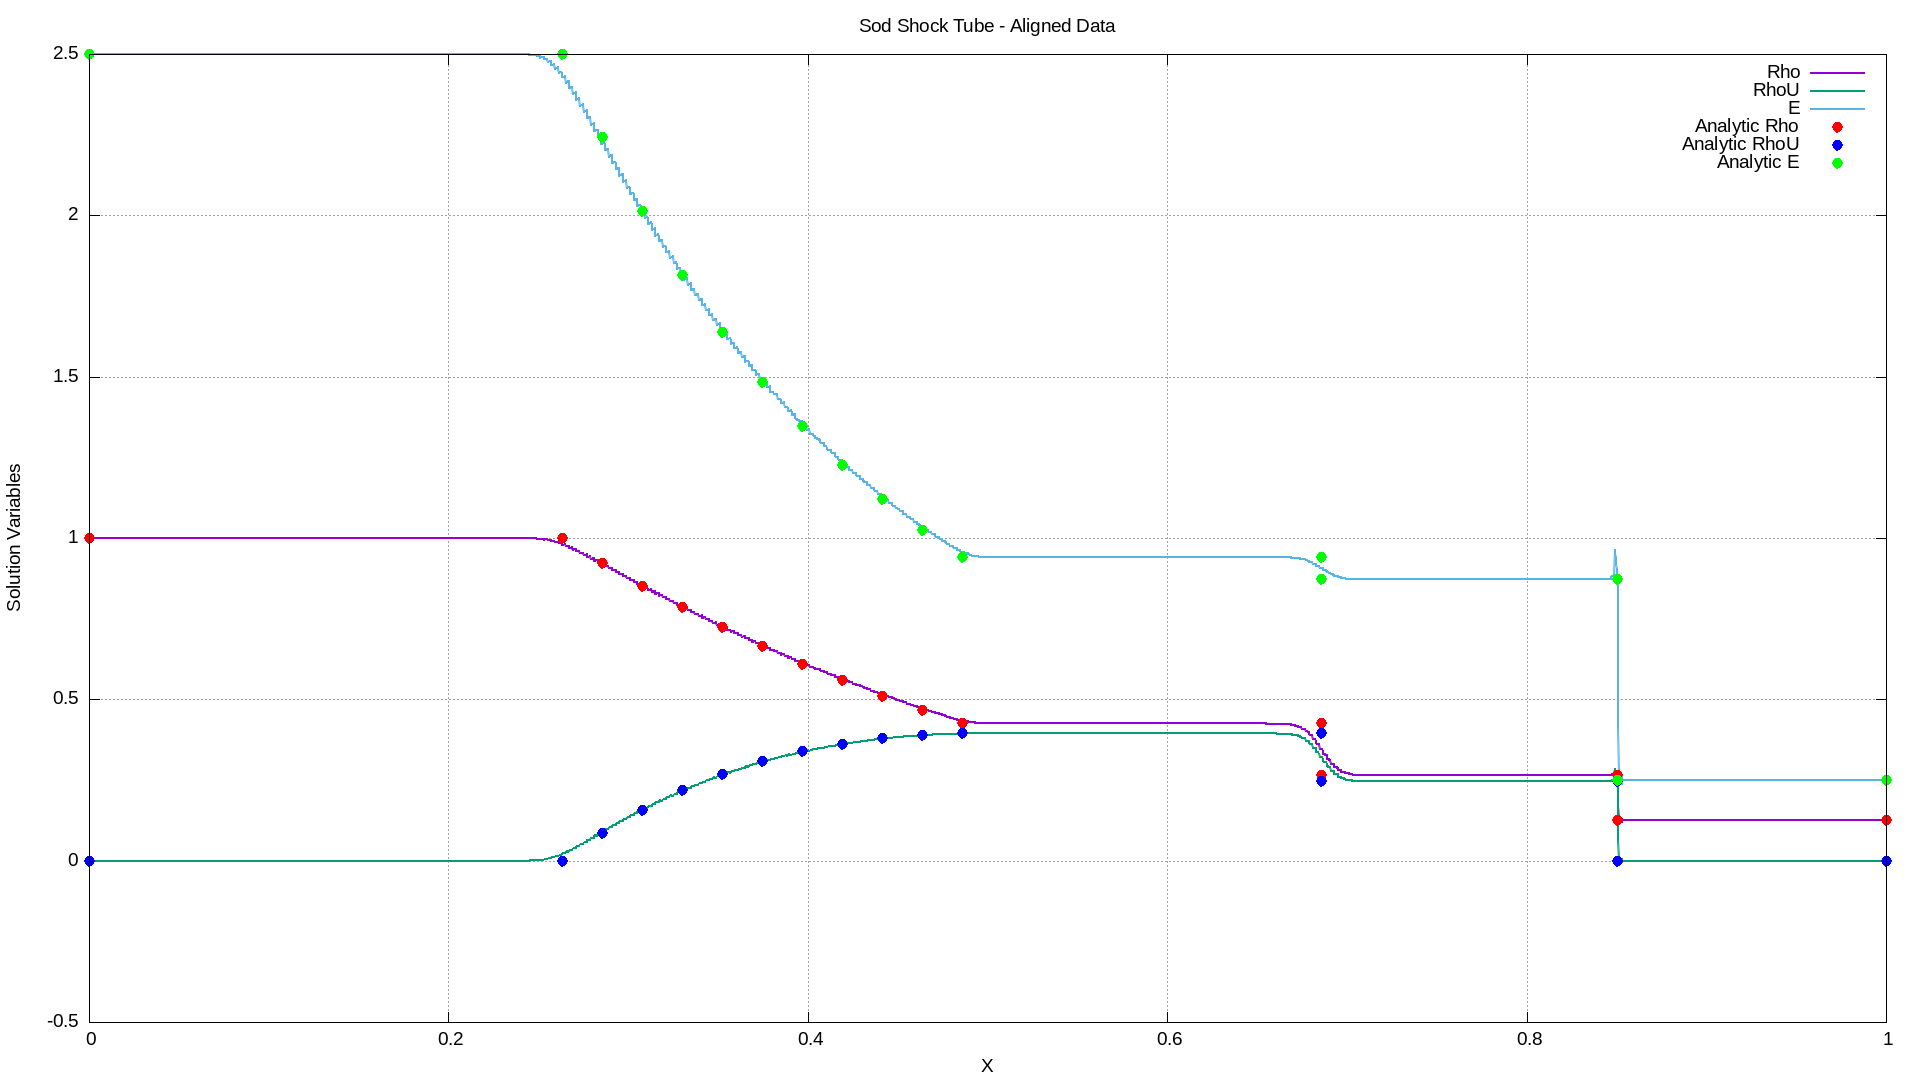 Sod Shock Tube - Aligned Data
Rho
RhoU
E
Analytic Rho
Analytic RhoU
Analytic E
2.5
2
1.5
1
0.5
0
-0.5
Solution Variables
0 0.2 0.4 0.6 0.8 1
X